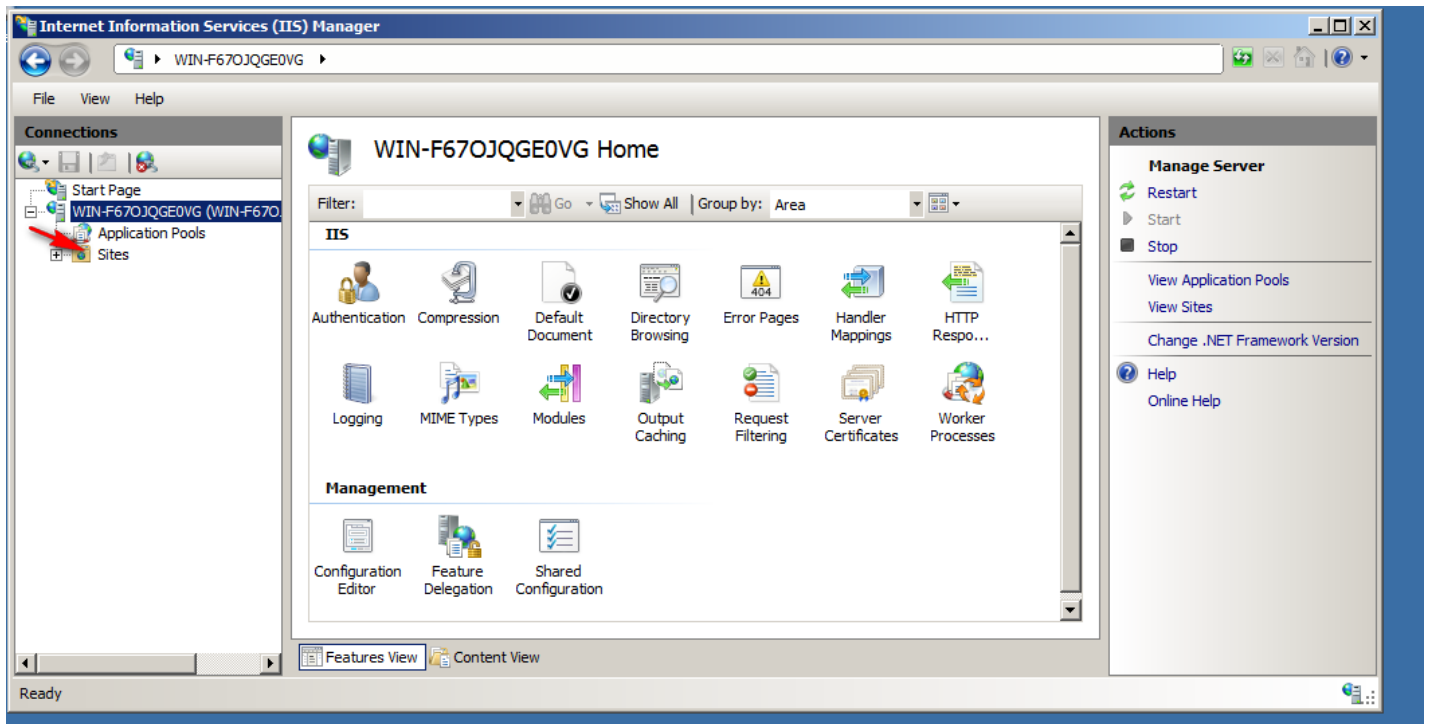 Internet Information Services (IIS) Manager
WIN-F67OJQGE0VG
File View Help
Connections
Start Page
WIN-F67OJQGE0VG (WIN-F67O
Application Pools
Sites
WIN-F67OJQGE0VG Home
Filter: Go Show All Group by: Area
IIS
Authentication Compression Default Document Directory Browsing Error Pages Handler Mappings HTTP Respo...
404
Logging MIME Types Modules Output Caching Request Filtering Server Certificates Worker Processes
Management
Configuration Editor Feature Delegation Shared Configuration
Features View Content View
Actions
Manage Server
Restart
Start
Stop
View Application Pools
View Sites
Change .NET Framework Version
Help
Online Help
Ready